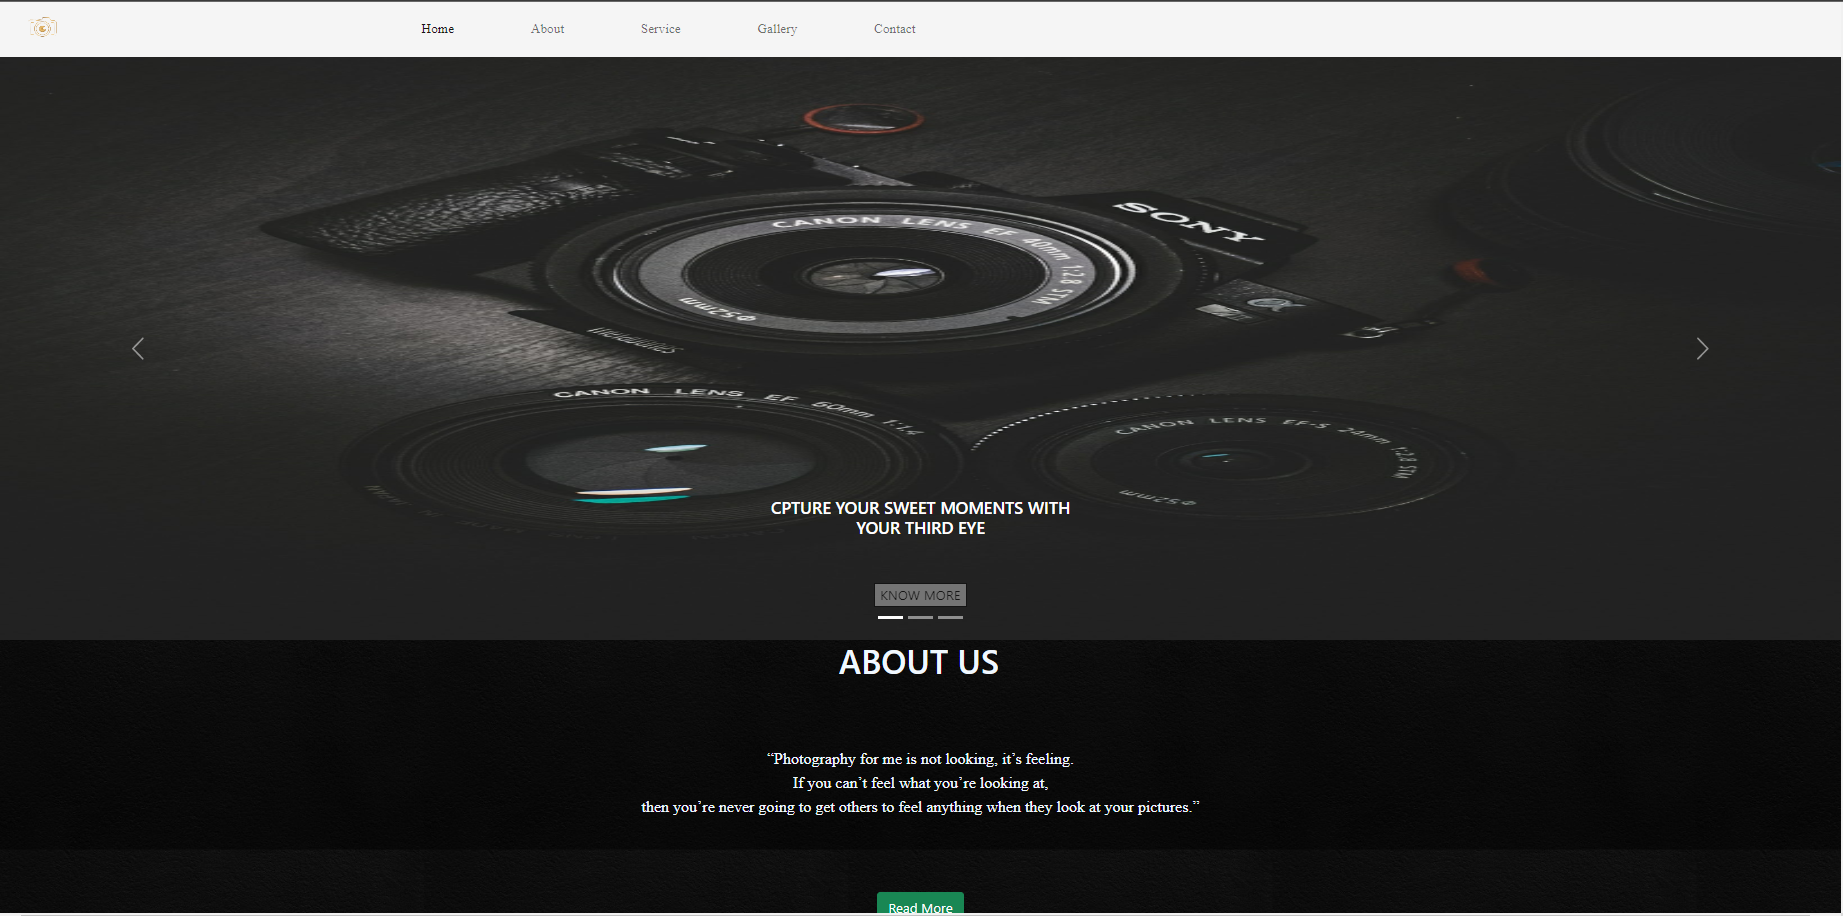 Home About Service Gallery Contact
SONY
CANON LENS EF 40mm 1:2.8 STM
Φ52mm
CANON LENS EF 50mm 1:1.4
CANON LENS EF-S 24mm 1:2.8 STM
Φ52mm
CPTURE YOUR SWEET MOMENTS WITH
YOUR THIRD EYE
KNOW MORE
ABOUT US
“Photography for me is not looking, it’s feeling.
If you can’t feel what you’re looking at,
then you’re never going to get others to feel anything when they look at your pictures.”
Read More